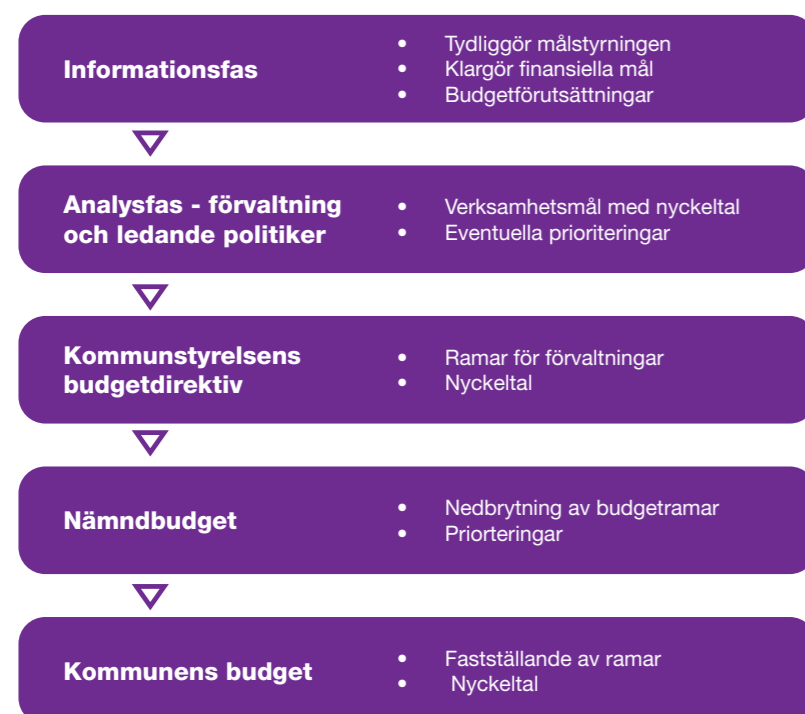 Informationsfas
• Tydliggör målstyrningen
• Klargör finansiella mål
• Budgetförutsättningar
Analysfas - förvaltning
och ledande politiker
• Verksamhetsmål med nyckeltal
• Eventuella prioriteringar
Kommunstyrelsens
budgetdirektiv
• Ramar för förvaltningar
• Nyckeltal
Nämndbudget
• Nedbrytning av budgetramar
• Priorteringar
Kommunens budget
• Fastställande av ramar
• Nyckeltal